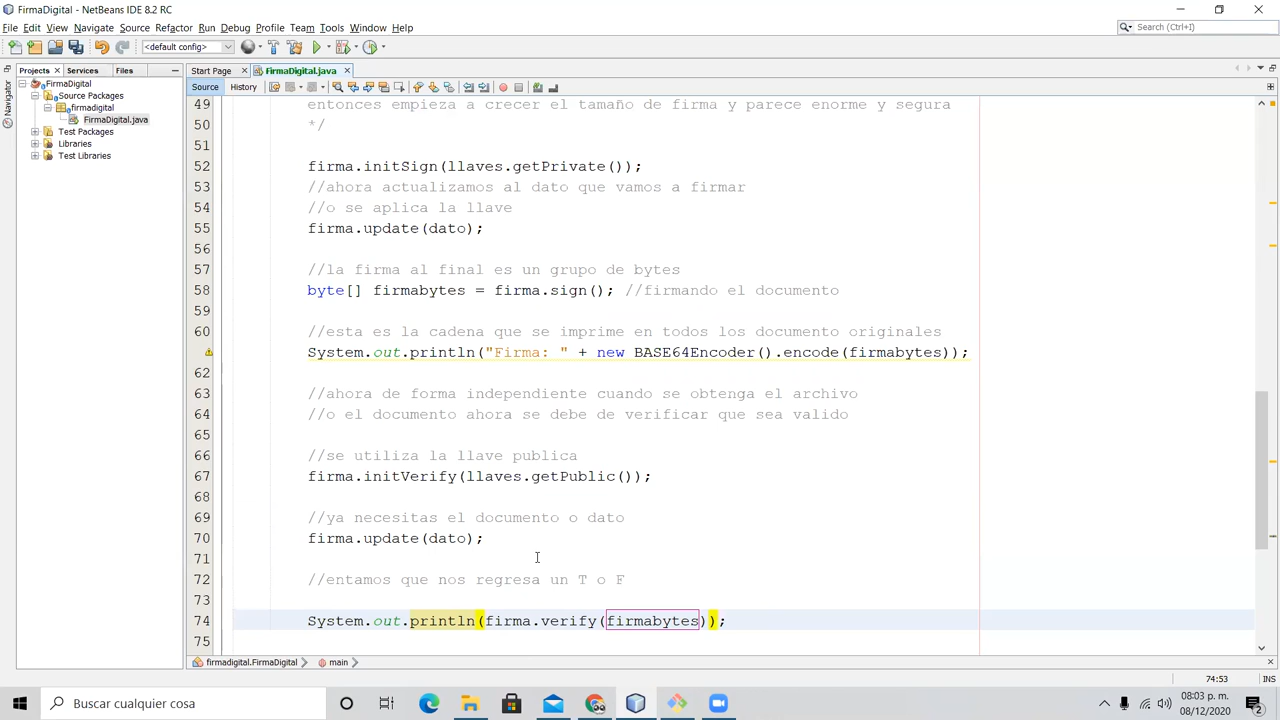 FirmaDigital - NetBeans IDE 8.2 RC
File Edit View Navigate Source Refactor Run Debug Profile Team Tools Window Help
Search (Ctrl+I)
<default config>
Projects Services Files
Start Page FirmaDigital.java
Source History
Navigator
FirmaDigital
Source Packages
firmadigital
FirmaDigital.java
Test Packages
Libraries
Test Libraries
49 entonces empieza a crecer el tamaño de firma y parece enorme y segura
50 */
51
52 firma.initSign(llaves.getPrivate());
53 //ahora actualizamos al dato que vamos a firmar
54 //o se aplica la llave
55 firma.update(dato);
56
57 //la firma al final es un grupo de bytes
58 byte[] firmabytes = firma.sign(); //firmando el documento
59
60 //esta es la cadena que se imprime en todos los documento originales
System.out.println("Firma: " + new BASE64Encoder().encode(firmabytes));
62
63 //ahora de forma independiente cuando se obtenga el archivo
64 //o el documento ahora se debe de verificar que sea valido
65
66 //se utiliza la llave publica
67 firma.initVerify(llaves.getPublic());
68
69 //ya necesitas el documento o dato
70 firma.update(dato);
71
72 //entamos que nos regresa un T o F
73
74 System.out.println(firma.verify(firmabytes));
75
firmadigital.FirmaDigital main
74:53 INS
Buscar cualquier cosa
08:03 p. m.
08/12/2020
2